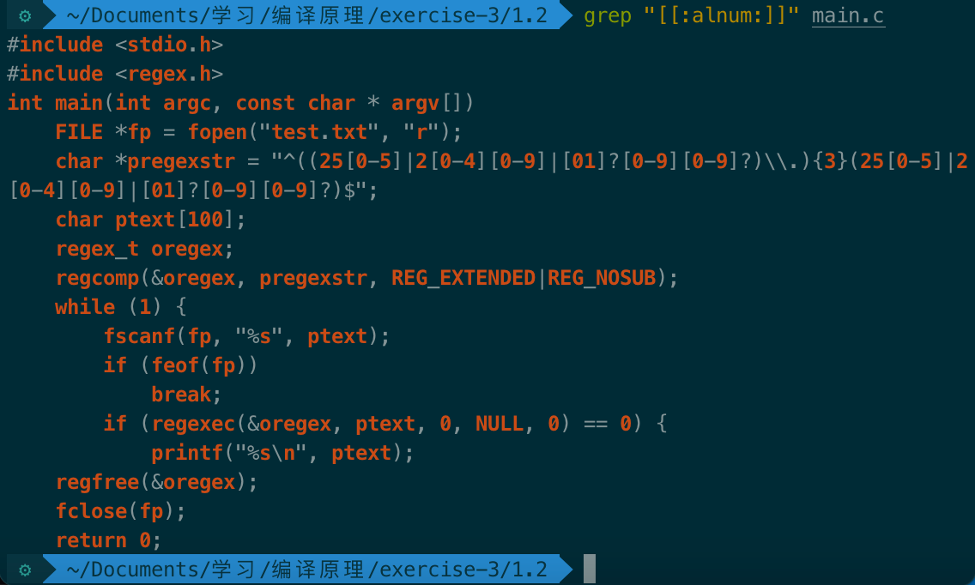 ⚙ ~/Documents/学习/编译原理/exercise-3/1.2 grep "[[:alnum:]]" main.c
#include <stdio.h>
#include <regex.h>
int main(int argc, const char * argv[])
    FILE *fp = fopen("test.txt", "r");
    char *pregexstr = "^((25[0-5]|2[0-4][0-9]|[01]?[0-9][0-9]?)\\.){3}(25[0-5]|2
[0-4][0-9]|[01]?[0-9][0-9]?)$";
    char ptext[100];
    regex_t oregex;
    regcomp(&oregex, pregexstr, REG_EXTENDED|REG_NOSUB);
    while (1) {
        fscanf(fp, "%s", ptext);
        if (feof(fp))
            break;
        if (regexec(&oregex, ptext, 0, NULL, 0) == 0) {
            printf("%s\n", ptext);
    regfree(&oregex);
    fclose(fp);
    return 0;
⚙ ~/Documents/学习/编译原理/exercise-3/1.2